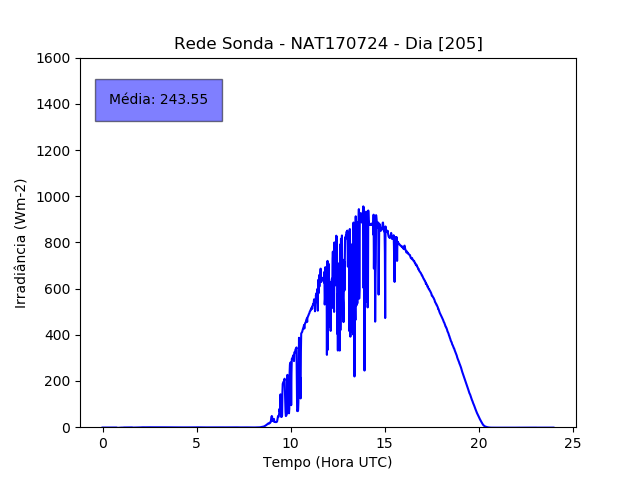 Rede Sonda - NAT170724 - Dia [205]
1600
1400
1200
1000
800
600
400
200
0
Média: 243.55
Irradiância (Wm-2)
0 5 10 15 20 25
Tempo (Hora UTC)